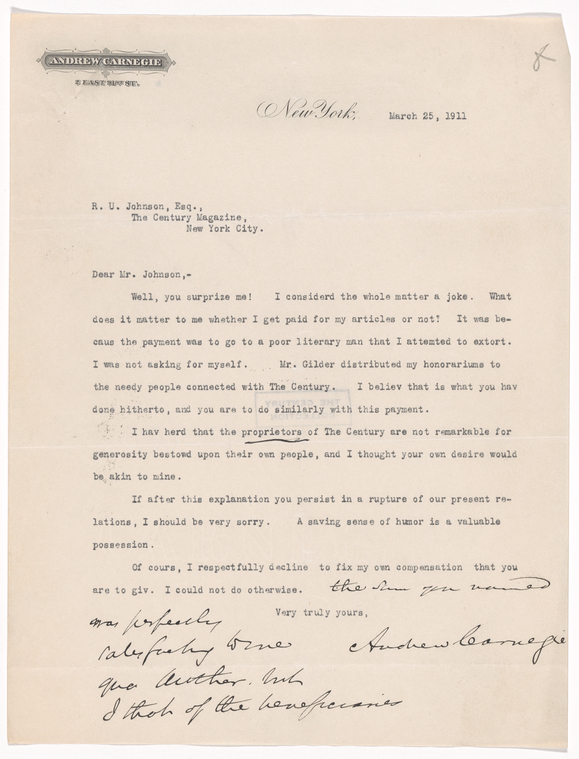 ANDREW CARNEGIE
2 EAST 91ST ST.
New York, March 25, 1911
R. U. Johnson, Esq.,
The Century Magazine,
New York City.
Dear Mr. Johnson,-
Well, you surprize me! I considerd the whole matter a joke. What
does it matter to me whether I get paid for my articles or not? It was be-
caus the payment was to go to a poor literary man that I attemted to extort.
I was not asking for myself. Mr. Gilder distributed my honorariums to
the needy people connected with The Century. I believ that is what you hav
done hitherto, and you are to do similarly with this payment.
I hav herd that the proprietors of The Century are not remarkable for
generosity bestowd upon their own people, and I thought your own desire would
be akin to mine.
If after this explanation you persist in a rupture of our present re-
lations, I should be very sorry. A saving sense of humor is a valuable
possession.
Of cours, I respectfully decline to fix my own compensation that you
are to giv. I could not do otherwise. the sum you named
Very truly yours,
was perfectly
satisfactory to me
Andrew Carnegie
qua Author. but
I thot of the beneficiaries